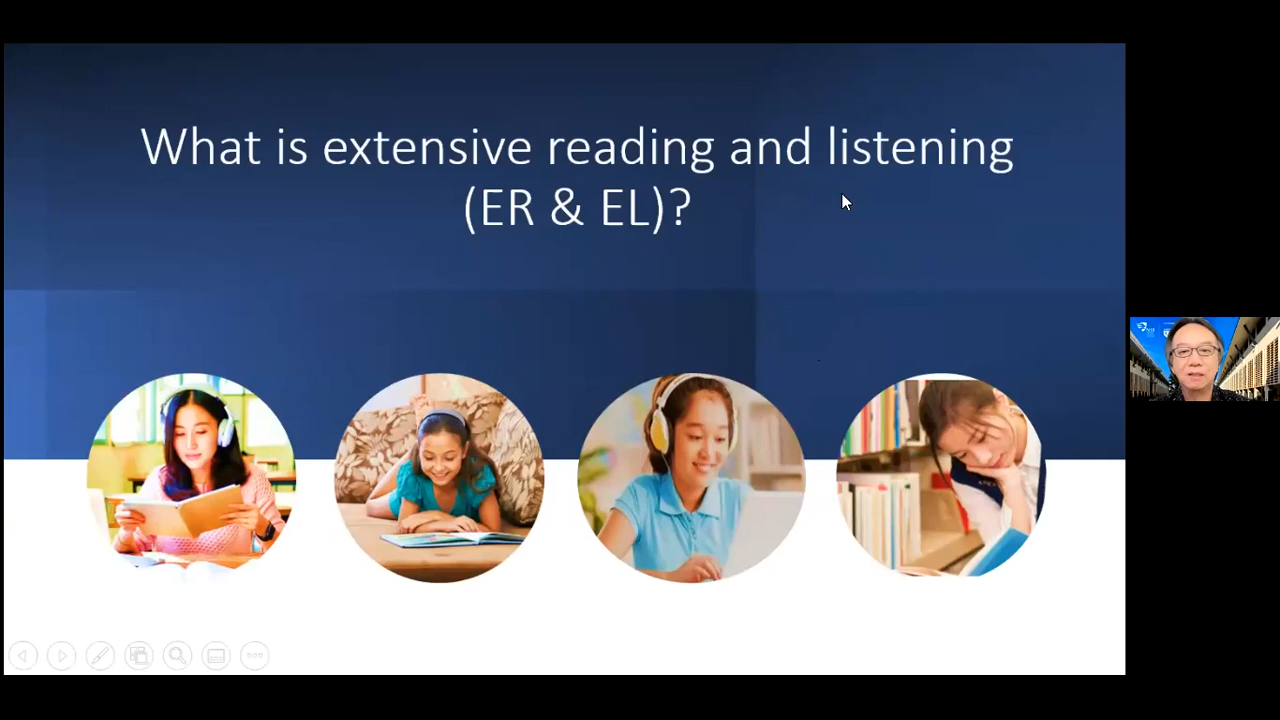 What is extensive reading and listening
(ER & EL)?